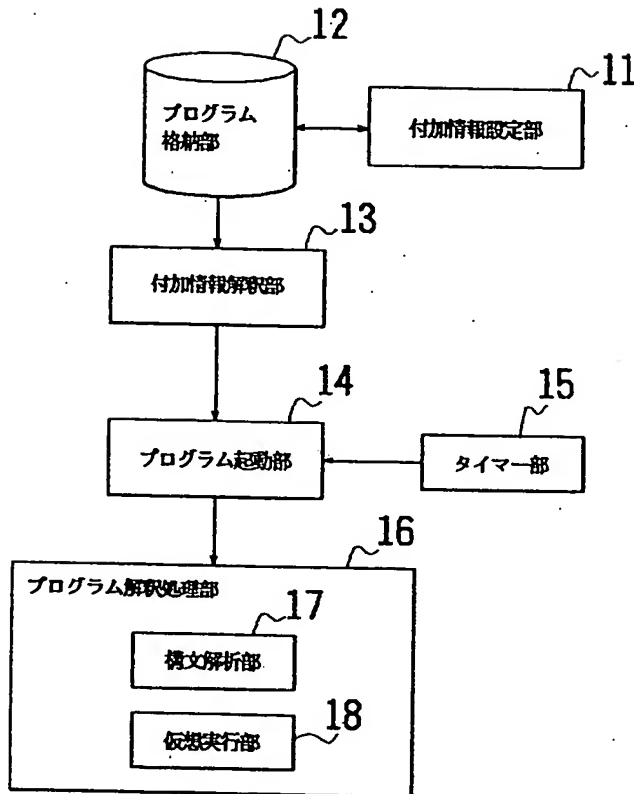 12
プログラム
格納部
11
付加情報設定部
13
付加情報解釈部
14
プログラム起動部
15
タイマー部
16
プログラム解釈処理部
17
構文解析部
18
仮想実行部